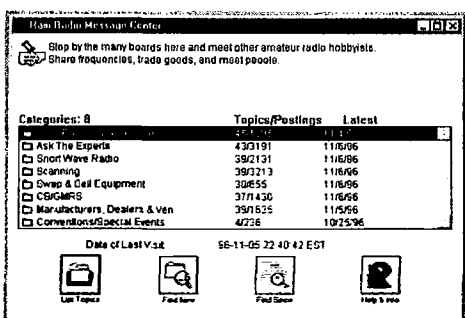 Ham Radio Message Center
Stop by the many boards here and meet other amateur radio hobbyists.
Share frequencies, trade goods, and meet people.
Categories: 8 Topics/Postings Latest
Ask The Experts 43/3191 11/6/96
Short Wave Radio 39/2131 11/6/96
Scanning 39/3213 11/6/96
Swap & Sell Equipment 30/655 11/6/96
CB/GMRS 37/1430 11/6/96
Manufacturers, Dealers & Ven 39/1625 11/5/96
Conventions/Special Events 4/236 10/25/96
Date of Last Visit 96-11-05 22:40:42 EST
List Topics Find New Find Since Help & Info